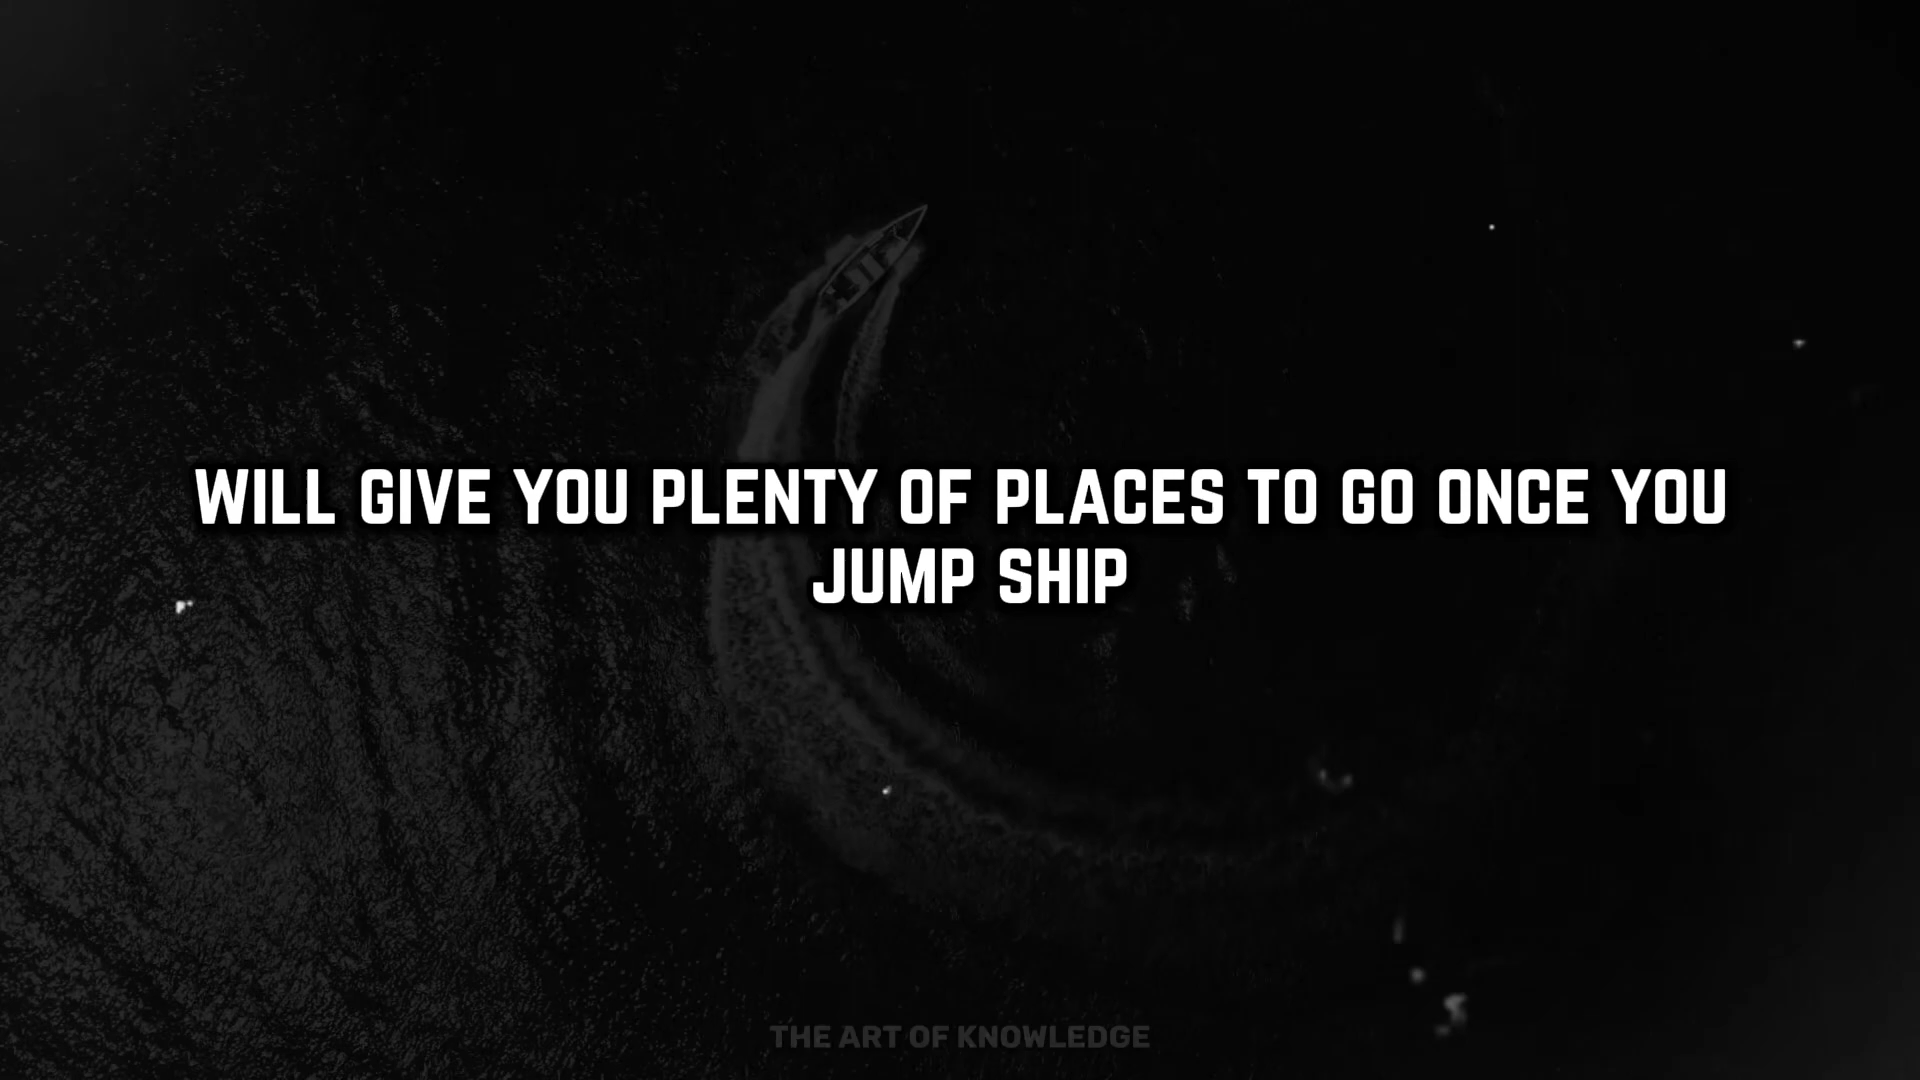 WILL GIVE YOU PLENTY OF PLACES TO GO ONCE YOU
JUMP SHIP
THE ART OF KNOWLEDGE